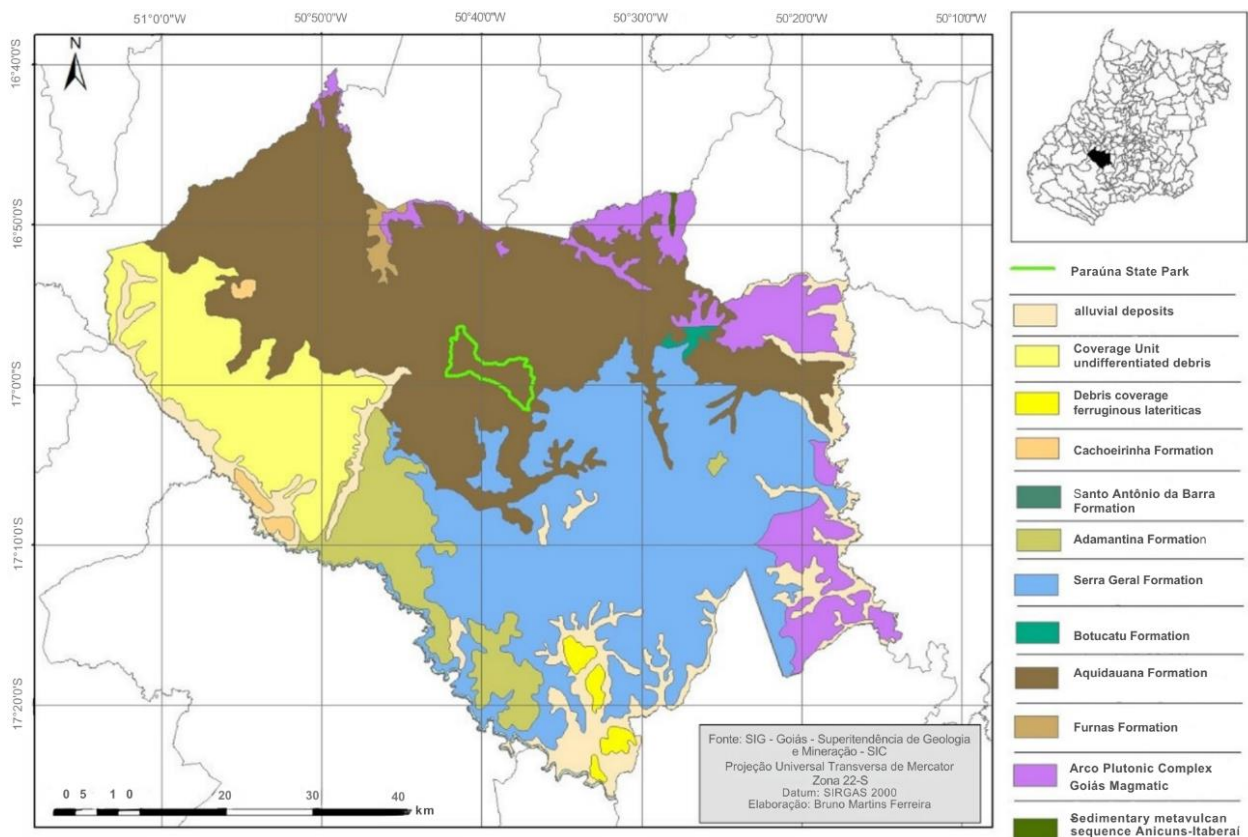 51°0'0"W 50°50'0"W 50°40'0"W 50°30'0"W 50°20'0"W 50°10'0"W
N
16°40'0"S
16°50'0"S
17°0'0"S
17°10'0"S
17°20'0"S
0 5 10 20 30 40
km
Fonte: SIG - Goiás - Superitendência de Geologia
e Mineração - SIC
Projeção Universal Transversa de Mercator
Zona 22-S
Datum: SIRGAS 2000
Elaboração: Bruno Martins Ferreira
Paraúna State Park
alluvial deposits
Coverage Unit
undifferentiated debris
Debris coverage
ferruginous lateriticas
Cachoeirinha Formation
Santo Antônio da Barra
Formation
Adamantina Formation
Serra Geral Formation
Botucatu Formation
Aquidauana Formation
Furnas Formation
Arco Plutonic Complex
Goiás Magmatic
Sedimentary metavulcan
sequence Anicuns-Itaberaí